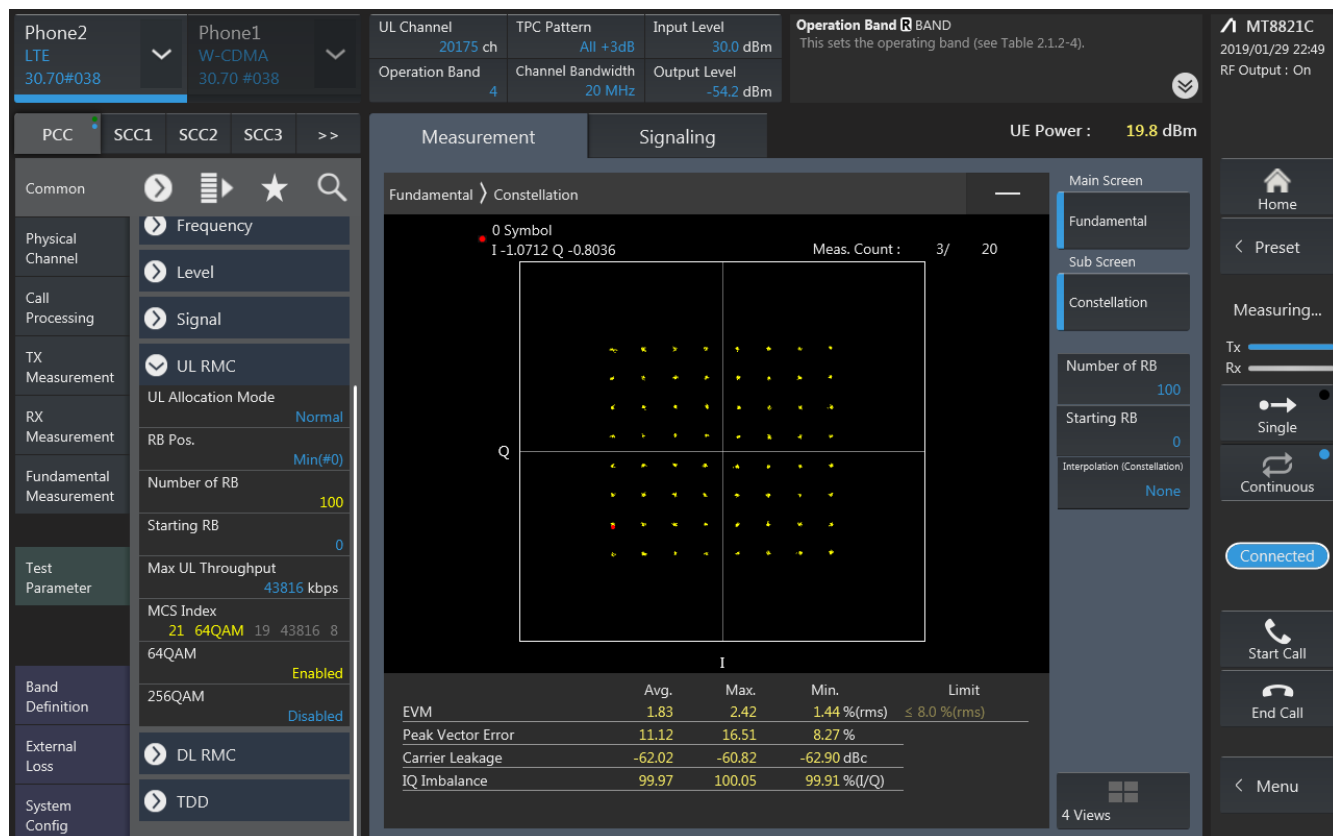 Phone2
LTE
30.70#038
Phone1
W-CDMA
30.70 #038
UL Channel
20175 ch
TPC Pattern
All +3dB
Input Level
30.0 dBm
Operation Band
4
Channel Bandwidth
20 MHz
Output Level
-54.2 dBm
Operation Band R BAND
This sets the operating band (see Table 2.1.2-4).
MT8821C
2019/01/29 22:49
RF Output : On
PCC SCC1 SCC2 SCC3 >>
Measurement
Signaling
UE Power : 19.8 dBm
Common
Physical
Channel
Call
Processing
TX
Measurement
RX
Measurement
Fundamental
Measurement
Test
Parameter
Band
Definition
External
Loss
System
Config
Frequency
Level
Signal
UL RMC
UL Allocation Mode
Normal
RB Pos.
Min(#0)
Number of RB
100
Starting RB
0
Max UL Throughput
43816 kbps
MCS Index
21 64QAM 19 43816 8
64QAM
Enabled
256QAM
Disabled
DL RMC
TDD
Fundamental 〉 Constellation
0 Symbol
I -1.0712 Q -0.8036
Meas. Count : 3/ 20
Q
I
Avg. Max. Min. Limit
EVM 1.83 2.42 1.44 %(rms) ≤ 8.0 %(rms)
Peak Vector Error 11.12 16.51 8.27 %
Carrier Leakage -62.02 -60.82 -62.90 dBc
IQ Imbalance 99.97 100.05 99.91 %(I/Q)
Main Screen
Fundamental
Sub Screen
Constellation
Number of RB
100
Starting RB
0
Interpolation (Constellation)
None
4 Views
Home
< Preset
Measuring...
Tx
Rx
Single
Continuous
Connected
Start Call
End Call
< Menu